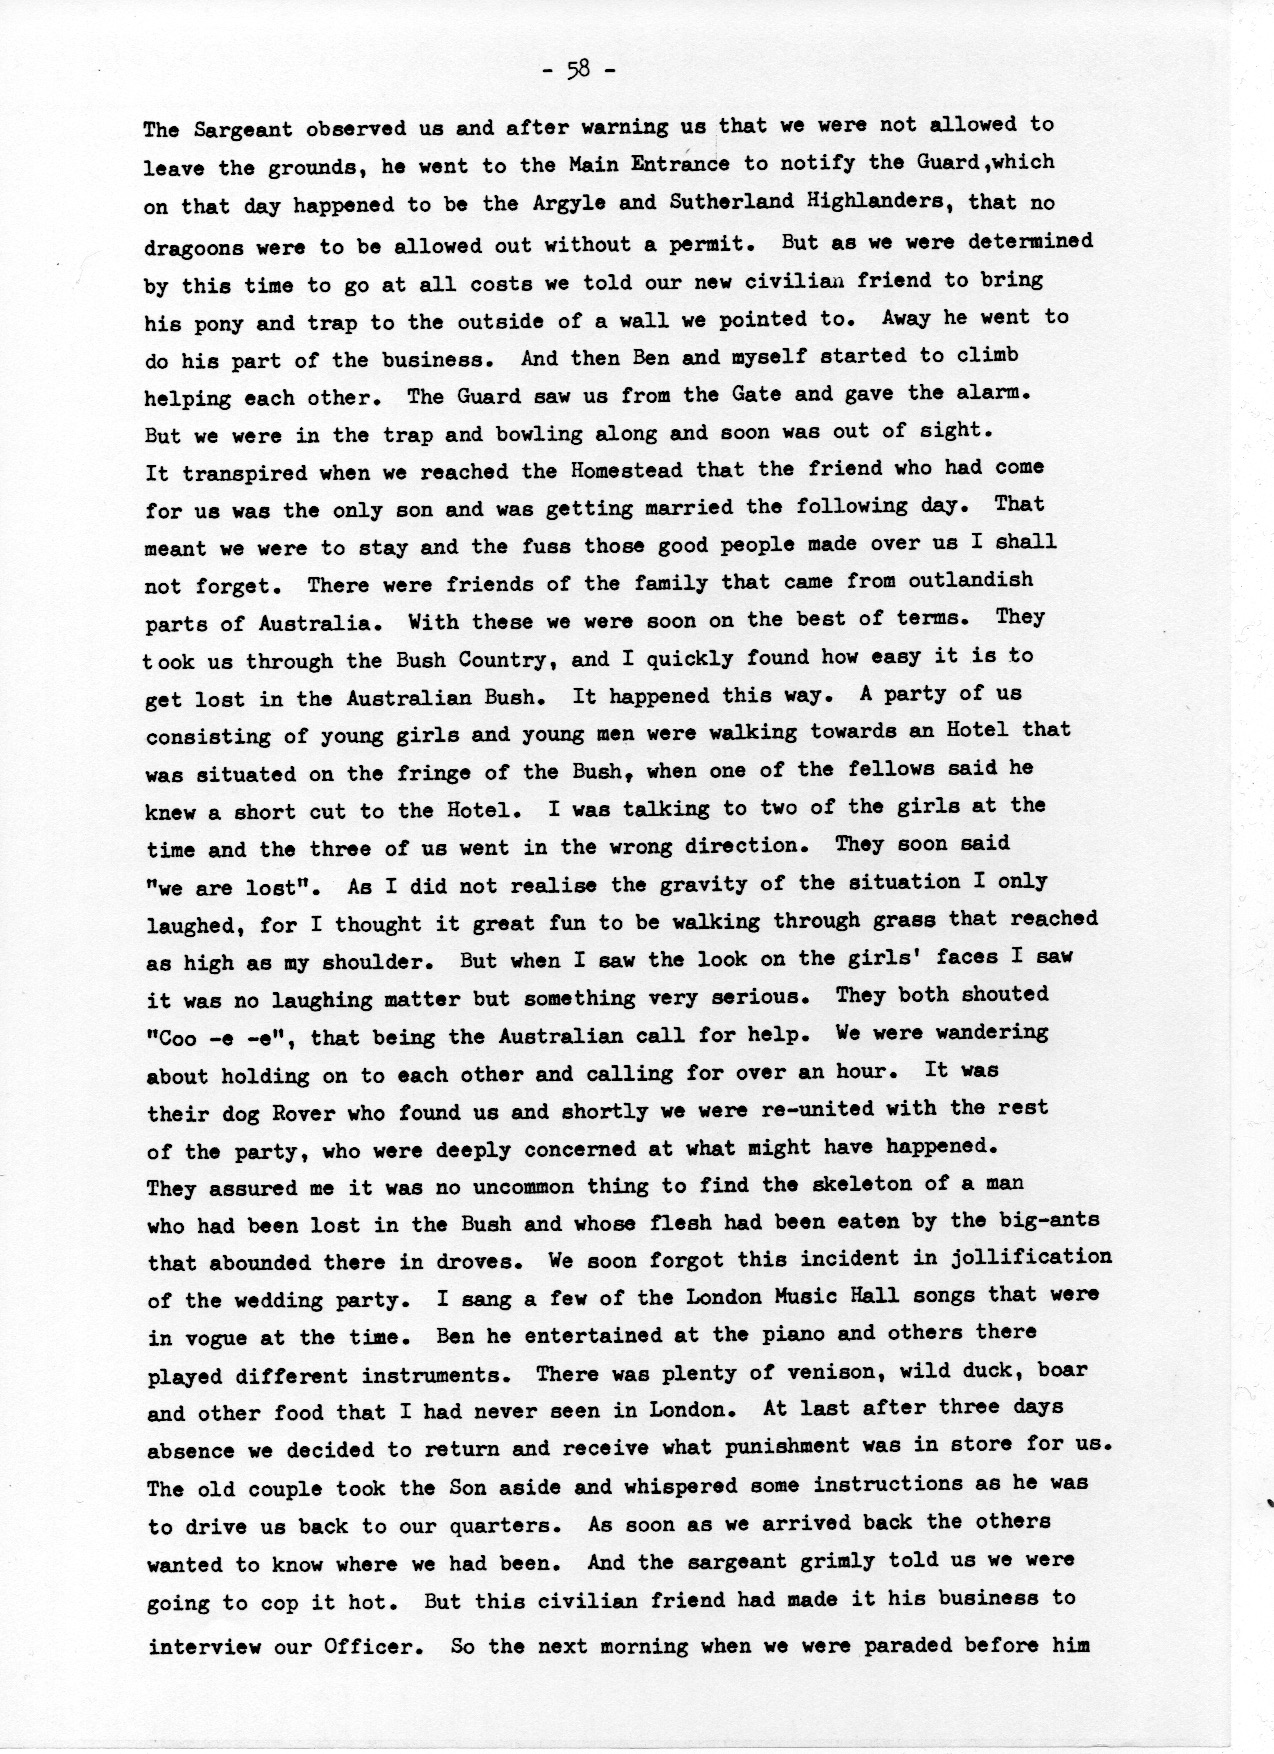 - 58 -
The Sargeant observed us and after warning us that we were not allowed to
leave the grounds, he went to the Main Entrance to notify the Guard,which
on that day happened to be the Argyle and Sutherland Highlanders, that no
dragoons were to be allowed out without a permit. But as we were determined
by this time to go at all costs we told our new civilian friend to bring
his pony and trap to the outside of a wall we pointed to. Away he went to
do his part of the business. And then Ben and myself started to climb
helping each other. The Guard saw us from the Gate and gave the alarm.
But we were in the trap and bowling along and soon was out of sight.
It transpired when we reached the Homestead that the friend who had come
for us was the only son and was getting married the following day. That
meant we were to stay and the fuss those good people made over us I shall
not forget. There were friends of the family that came from outlandish
parts of Australia. With these we were soon on the best of terms. They
took us through the Bush Country, and I quickly found how easy it is to
get lost in the Australian Bush. It happened this way. A party of us
consisting of young girls and young men were walking towards an Hotel that
was situated on the fringe of the Bush, when one of the fellows said he
knew a short cut to the Hotel. I was talking to two of the girls at the
time and the three of us went in the wrong direction. They soon said
"we are lost". As I did not realise the gravity of the situation I only
laughed, for I thought it great fun to be walking through grass that reached
as high as my shoulder. But when I saw the look on the girls' faces I saw
it was no laughing matter but something very serious. They both shouted
"Coo -e -e", that being the Australian call for help. We were wandering
about holding on to each other and calling for over an hour. It was
their dog Rover who found us and shortly we were re-united with the rest
of the party, who were deeply concerned at what might have happened.
They assured me it was no uncommon thing to find the skeleton of a man
who had been lost in the Bush and whose flesh had been eaten by the big-ants
that abounded there in droves. We soon forgot this incident in jollification
of the wedding party. I sang a few of the London Music Hall songs that were
in vogue at the time. Ben he entertained at the piano and others there
played different instruments. There was plenty of venison, wild duck, boar
and other food that I had never seen in London. At last after three days
absence we decided to return and receive what punishment was in store for us.
The old couple took the Son aside and whispered some instructions as he was
to drive us back to our quarters. As soon as we arrived back the others
wanted to know where we had been. And the sargeant grimly told us we were
going to cop it hot. But this civilian friend had made it his business to
interview our Officer. So the next morning when we were paraded before him